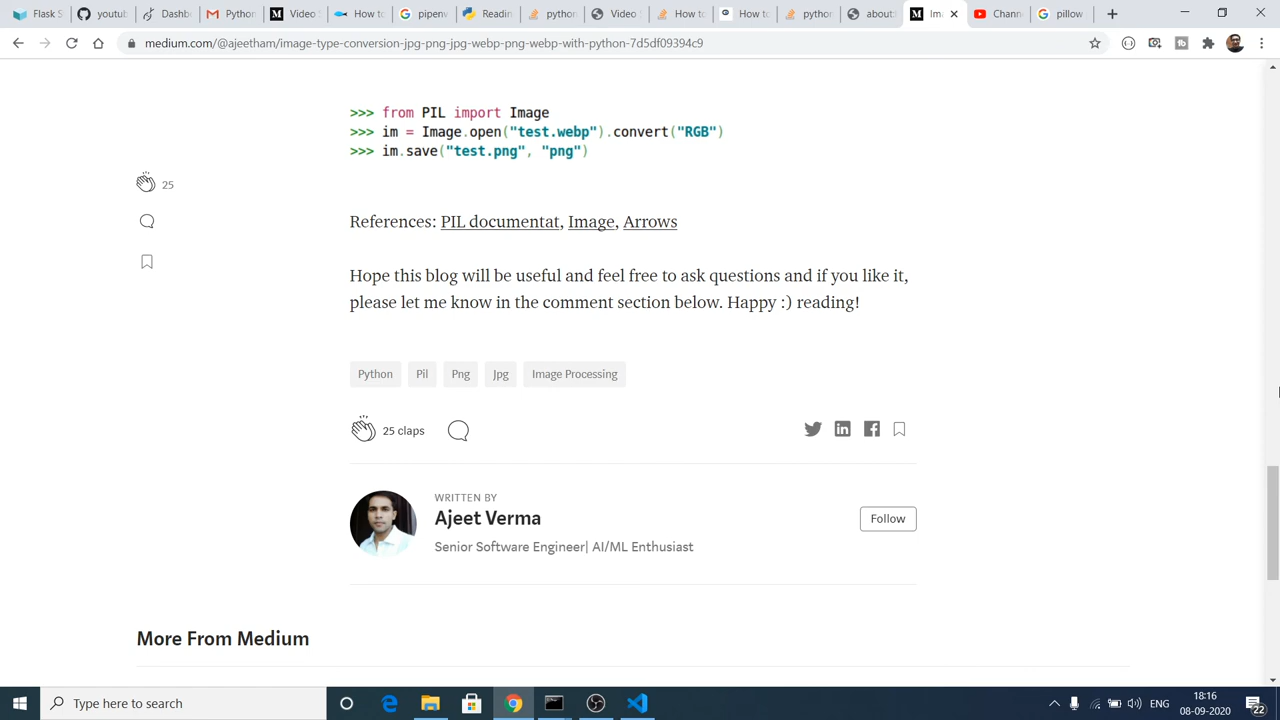 Flask S
youtub
Dashbo
Python
Video S
How to
pipenv
Readin
python
Video S
How to
How to
python
about:
Im
Chann
pillow
medium.com/@ajeetham/image-type-conversion-jpg-png-jpg-webp-png-webp-with-python-7d5df09394c9
>>> from PIL import Image
>>> im = Image.open("test.webp").convert("RGB")
>>> im.save("test.png", "png")
25
References: PIL documentat, Image, Arrows
Hope this blog will be useful and feel free to ask questions and if you like it,
please let me know in the comment section below. Happy :) reading!
Python Pil Png Jpg Image Processing
25 claps
WRITTEN BY
Ajeet Verma
Follow
Senior Software Engineer| AI/ML Enthusiast
More From Medium
Type here to search
ENG
18:16
08-09-2020
22